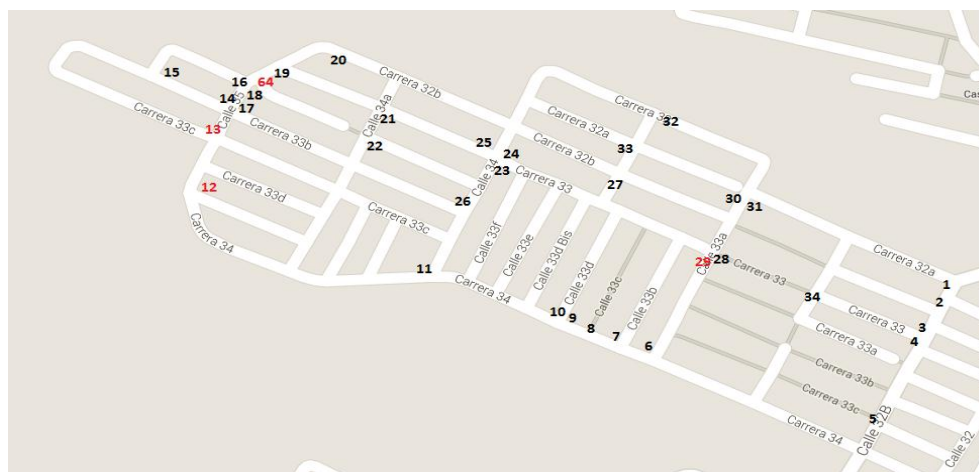 20
19
15
16
64
Carrera 32b
Cas
14
18
17
Calle 35
13
Carrera 33c
Carrera 33b
Calle 34a
21
22
25
24
23
Calle 34
Carrera 32a
32
33
Carrera 32b
27
Carrera 33
12
Carrera 33d
Carrera 33c
26
Carrera 34
11
Calle 33f
Calle 33e
Calle 33d Bis
Calle 33d
Calle 33c
Calle 33b
30
31
Calle 33a
29
28
Carrera 33
Carrera 32a
1
2
34
Carrera 33
3
4
Carrera 34
10
9
8
7
6
Carrera 33a
Carrera 33b
Carrera 33c
5
Calle 32B
Calle 32
Carrera 34